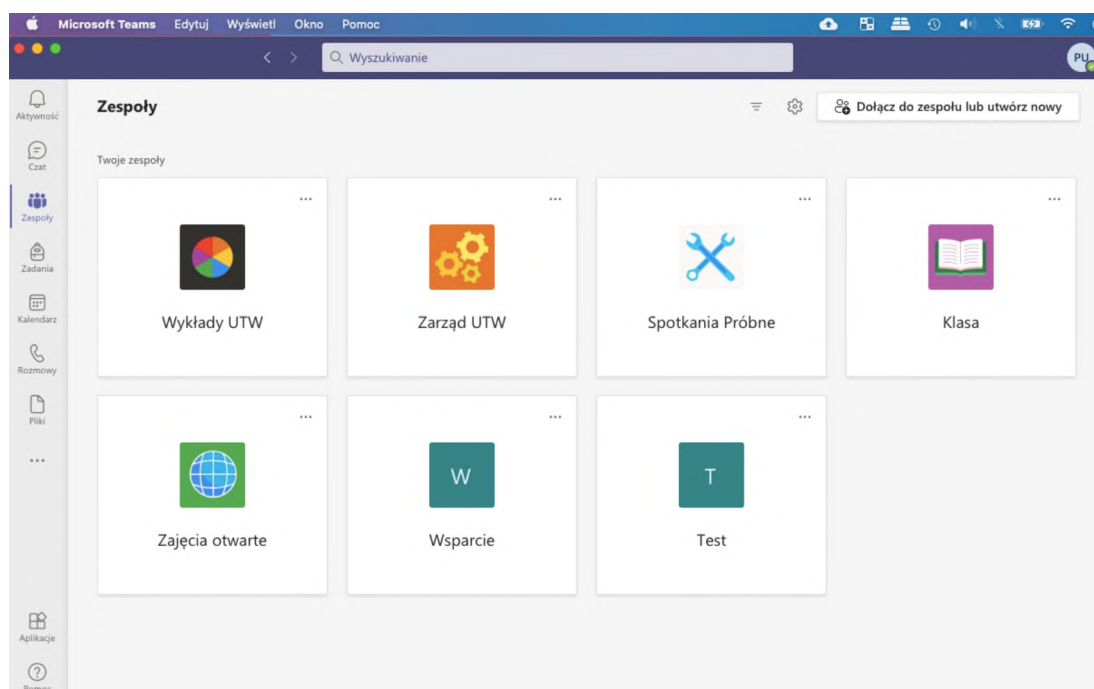 Microsoft Teams Edytuj Wyświetl Okno Pomoc
Wyszukiwanie
PU
Aktywność
Czat
Zespoły
Zadania
Kalendarz
Rozmowy
Pliki
Aplikacje
Pomoc
Zespoły
Dołącz do zespołu lub utwórz nowy
Twoje zespoły
Wykłady UTW
Zarząd UTW
Spotkania Próbne
Klasa
Zajęcia otwarte
W
Wsparcie
T
Test